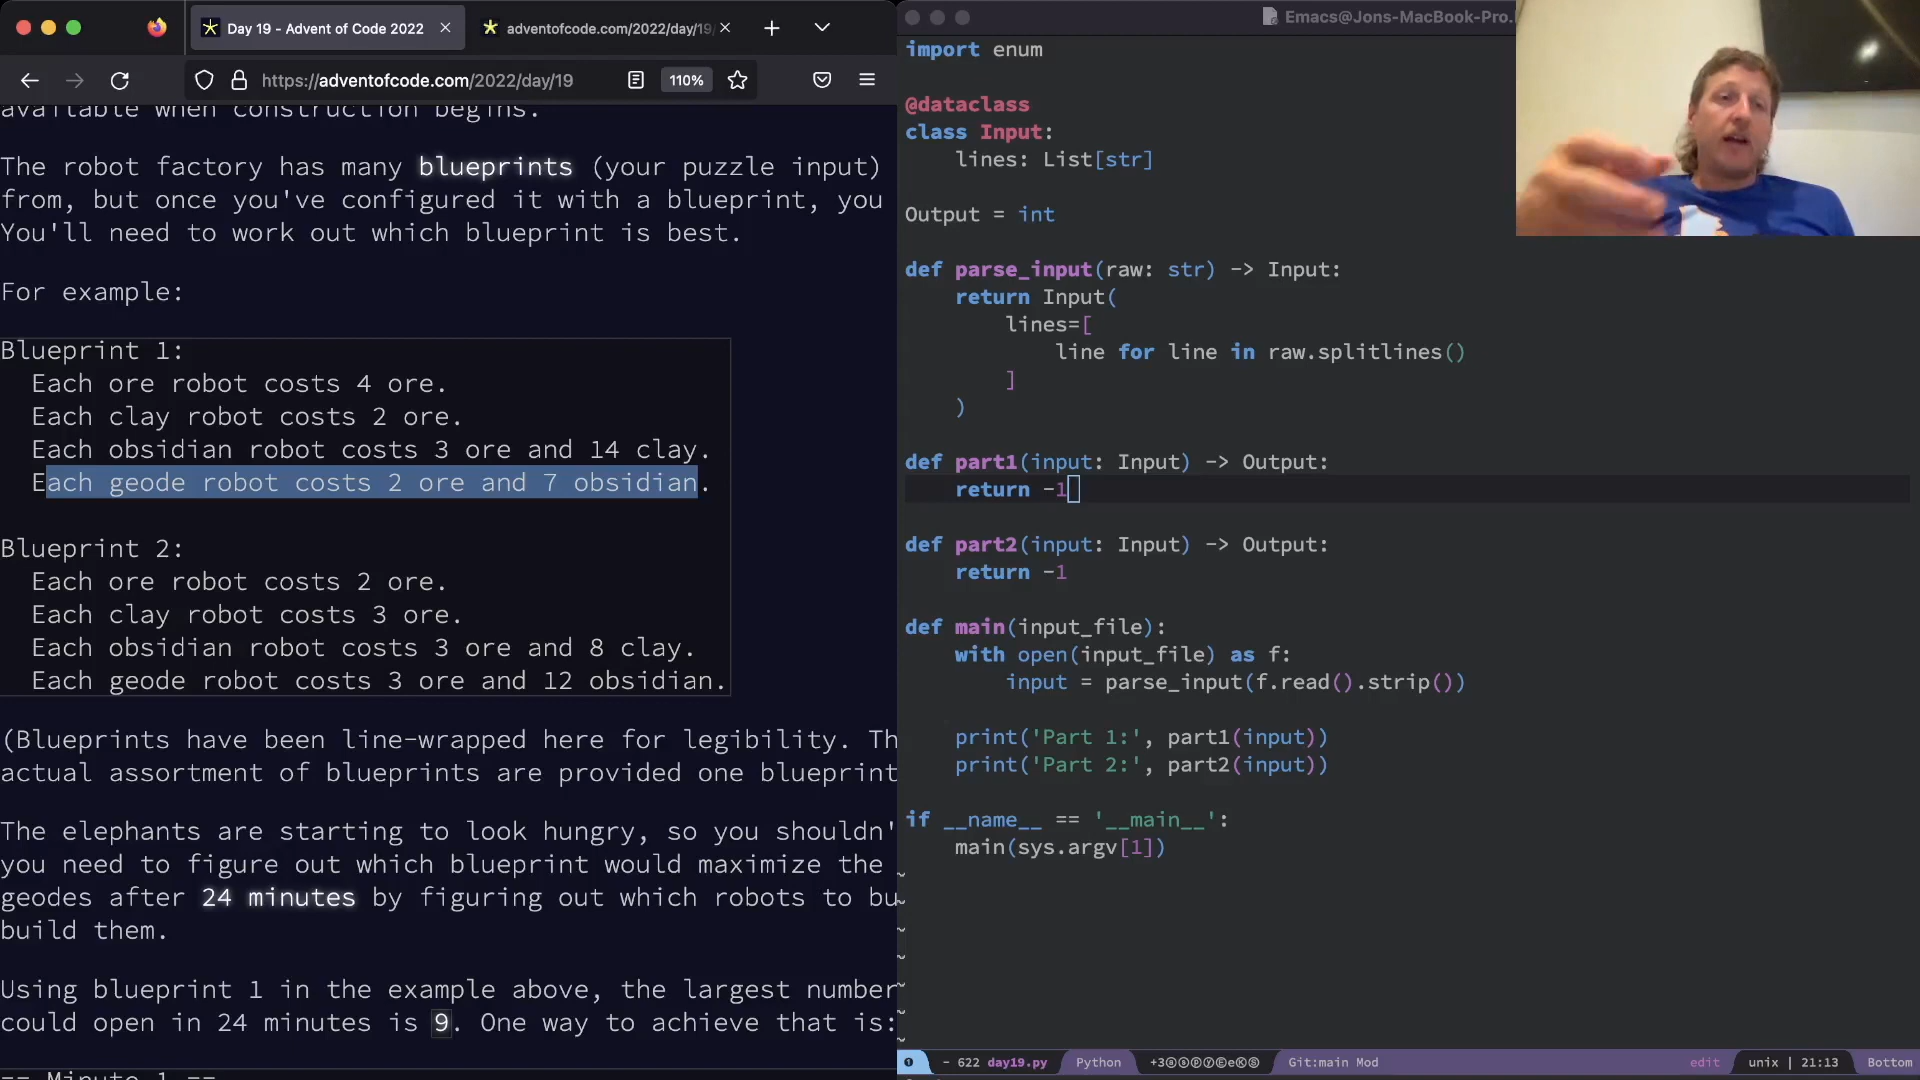 Day 19 - Advent of Code 2022
adventofcode.com/2022/day/19
https://adventofcode.com/2022/day/19
110%
available when construction begins.
The robot factory has many blueprints (your puzzle input)
from, but once you've configured it with a blueprint, you
You'll need to work out which blueprint is best.
For example:
Blueprint 1:
Each ore robot costs 4 ore.
Each clay robot costs 2 ore.
Each obsidian robot costs 3 ore and 14 clay.
Each geode robot costs 2 ore and 7 obsidian.
Blueprint 2:
Each ore robot costs 2 ore.
Each clay robot costs 3 ore.
Each obsidian robot costs 3 ore and 8 clay.
Each geode robot costs 3 ore and 12 obsidian.
(Blueprints have been line-wrapped here for legibility. Th
actual assortment of blueprints are provided one blueprint
The elephants are starting to look hungry, so you shouldn'
you need to figure out which blueprint would maximize the
geodes after 24 minutes by figuring out which robots to bu
build them.
Using blueprint 1 in the example above, the largest number
could open in 24 minutes is 9. One way to achieve that is:
== Minute 1 ==
Emacs@Jons-MacBook-Pro.
import enum
@dataclass
class Input:
lines: List[str]
Output = int
def parse_input(raw: str) -> Input:
return Input(
lines=[
line for line in raw.splitlines()
]
)
def part1(input: Input) -> Output:
return -1
def part2(input: Input) -> Output:
return -1
def main(input_file):
with open(input_file) as f:
input = parse_input(f.read().strip())
print('Part 1:', part1(input))
print('Part 2:', part2(input))
if __name__ == '__main__':
main(sys.argv[1])
- 622 day19.py Python Git:main Mod edit unix | 21:13 Bottom